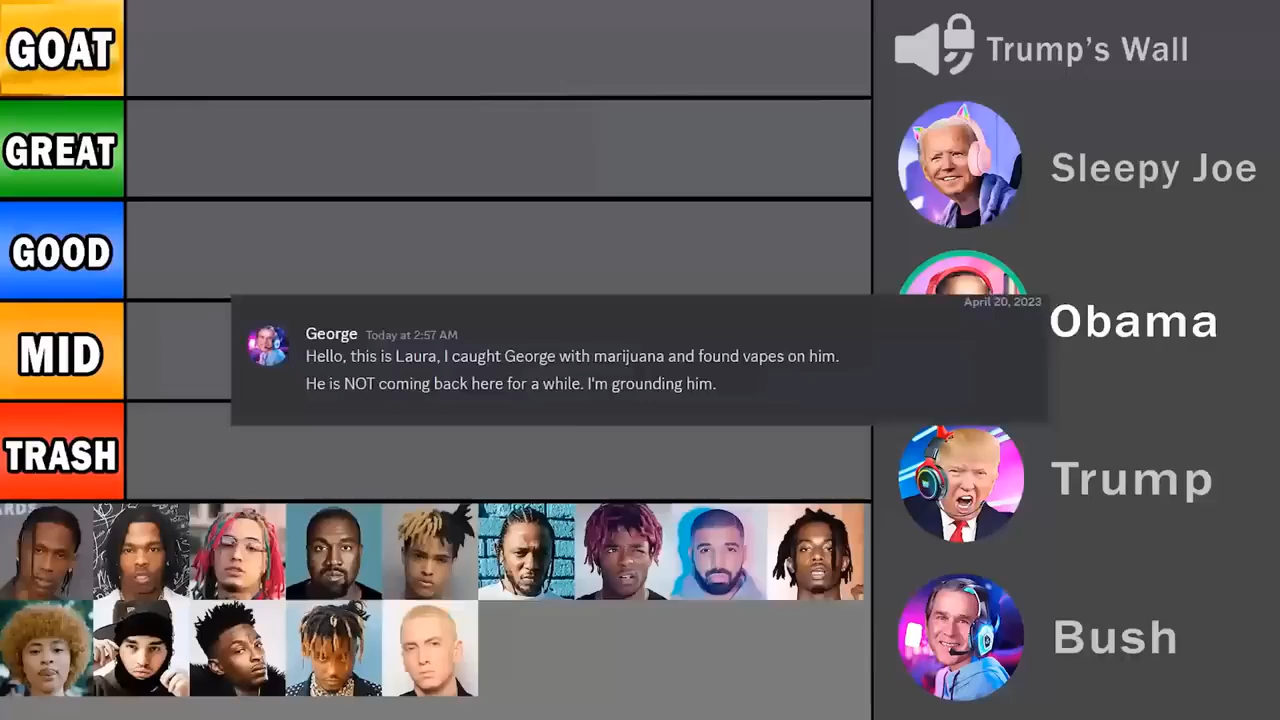 GOAT
GREAT
GOOD
MID
TRASH
ARDS
Trump's Wall
Sleepy Joe
Obama
Trump
Bush
April 20, 2023
George Today at 2:57 AM
Hello, this is Laura, I caught George with marijuana and found vapes on him.
He is NOT coming back here for a while. I'm grounding him.